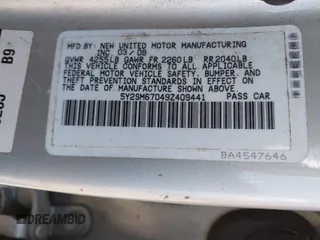 MFD.BY: NEW UNITED MOTOR MANUFACTURING
INC 03/08
GVWR 4255LB GAWR FR 2260LB RR 2040LB
THIS VEHICLE CONFORMS TO ALL APPLICABLE
FEDERAL MOTOR VEHICLE SAFETY, BUMPER, AND
THEFT PREVENTION STANDARDS IN EFFECT ON THE
DATE OF MANUFACTURE SHOWN ABOVE.
5Y2SM67049Z409441 PASS CAR
BA4547646
B9
DREAMBID